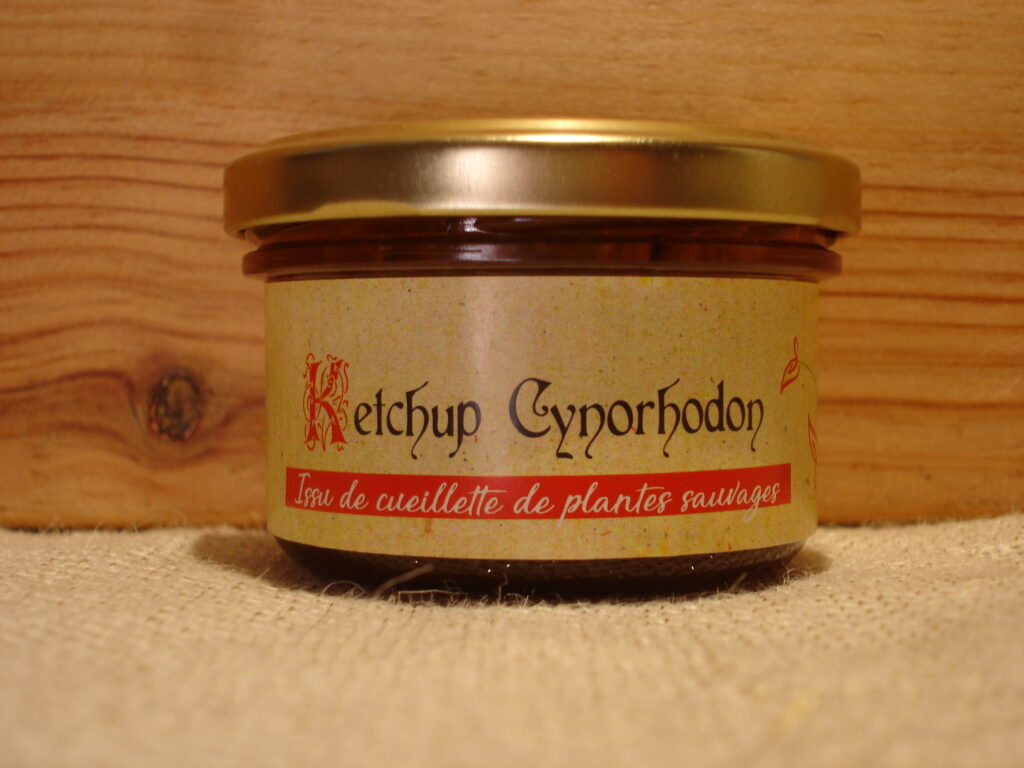 Ketchup Cynorhodon
Issu de cueillette de plantes sauvages